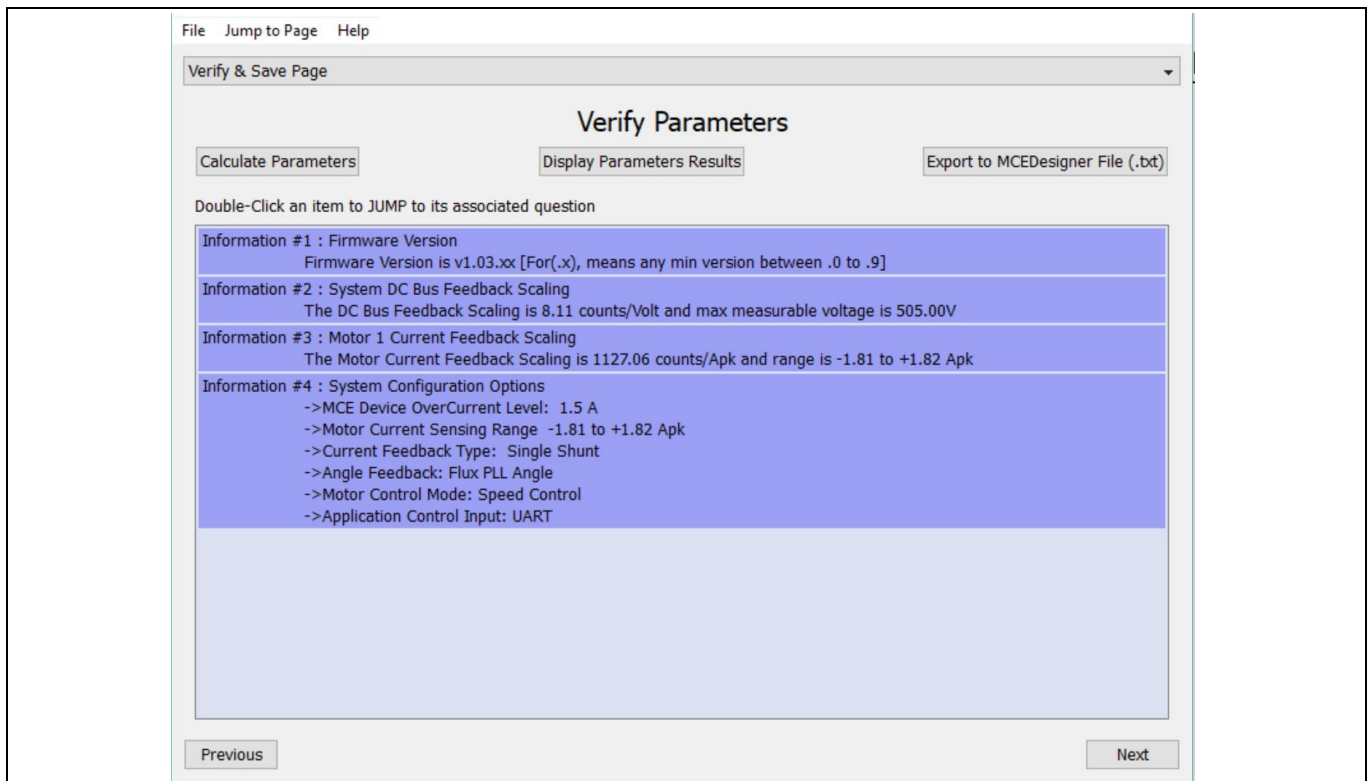 File Jump to Page Help
Verify & Save Page
Verify Parameters
Calculate Parameters Display Parameters Results Export to MCEDesigner File (.txt)
Double-Click an item to JUMP to its associated question
Information #1 : Firmware Version
Firmware Version is v1.03.xx [For(.x), means any min version between .0 to .9]
Information #2 : System DC Bus Feedback Scaling
The DC Bus Feedback Scaling is 8.11 counts/Volt and max measurable voltage is 505.00V
Information #3 : Motor 1 Current Feedback Scaling
The Motor Current Feedback Scaling is 1127.06 counts/Apk and range is -1.81 to +1.82 Apk
Information #4 : System Configuration Options
->MCE Device OverCurrent Level: 1.5 A
->Motor Current Sensing Range -1.81 to +1.82 Apk
->Current Feedback Type: Single Shunt
->Angle Feedback: Flux PLL Angle
->Motor Control Mode: Speed Control
->Application Control Input: UART
Previous Next